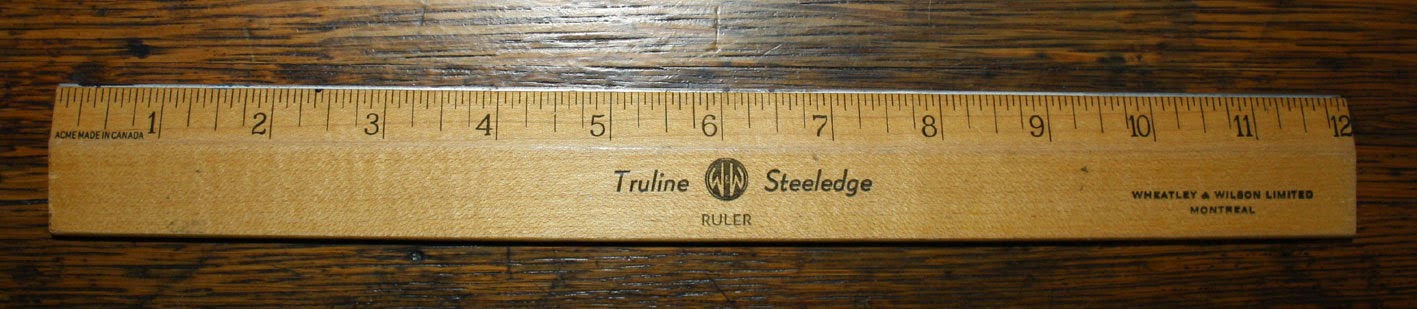 1 2 3 4 5 6 7 8 9 10 11 12
ACME MADE IN CANADA
Truline WW Steeledge
RULER
WHEATLEY & WILSON LIMITED
MONTREAL